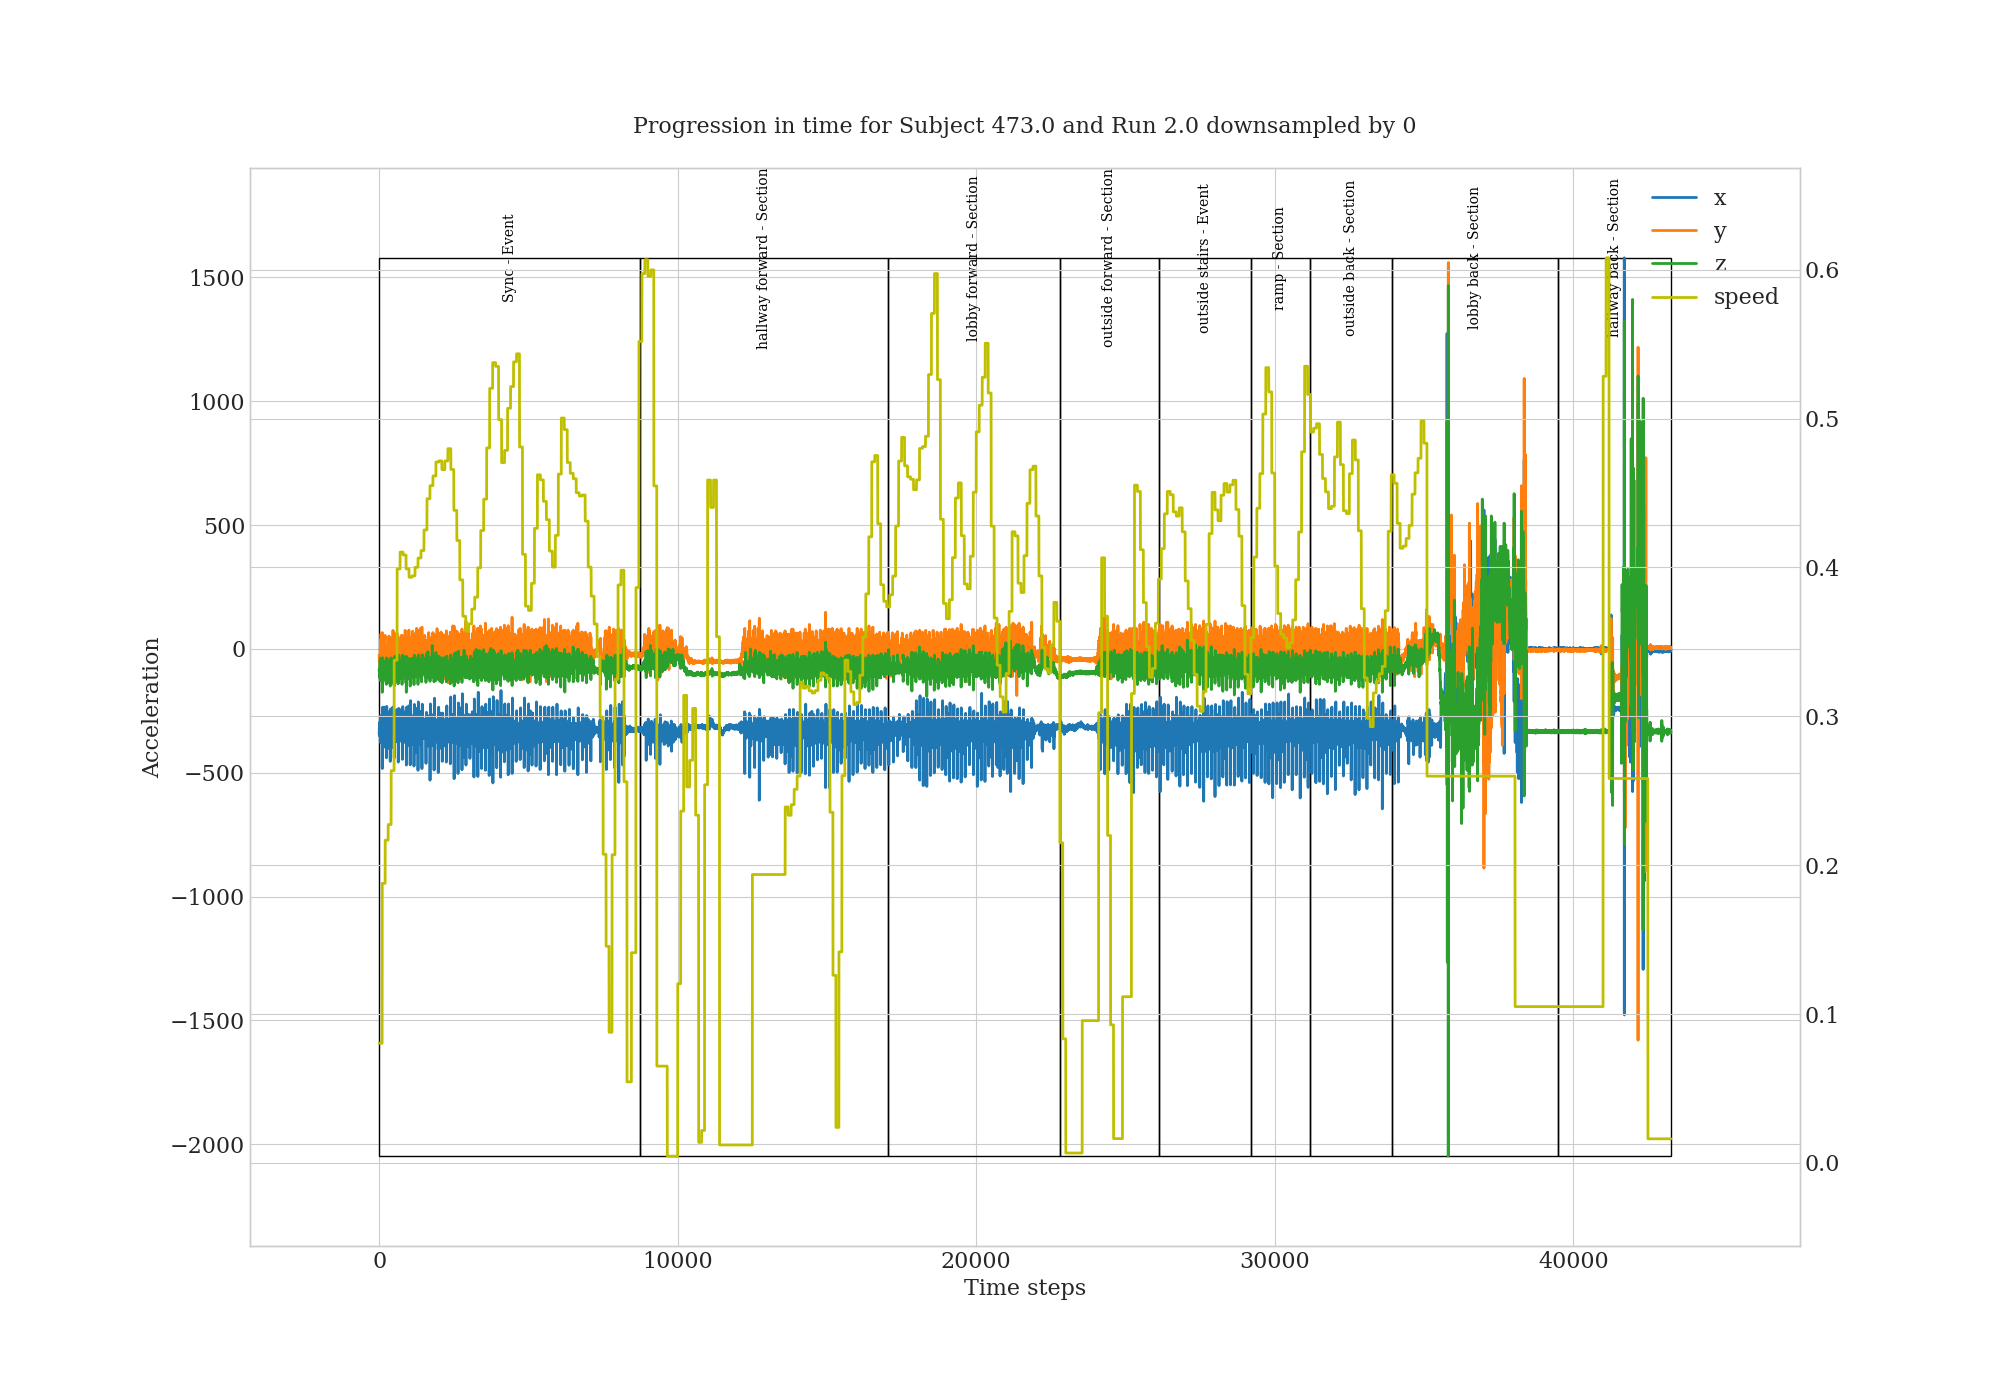 Progression in time for Subject 473.0 and Run 2.0 downsampled by 0
Sync - Event
hallway forward - Section
lobby forward - Section
outside forward - Section
outside stairs - Event
ramp - Section
outside back - Section
lobby back - Section
hallway back - Section
x
y
z
speed
1500
1000
500
0
−500
−1000
−1500
−2000
Acceleration
0.6
0.5
0.4
0.3
0.2
0.1
0.0
0
10000
20000
30000
40000
Time steps